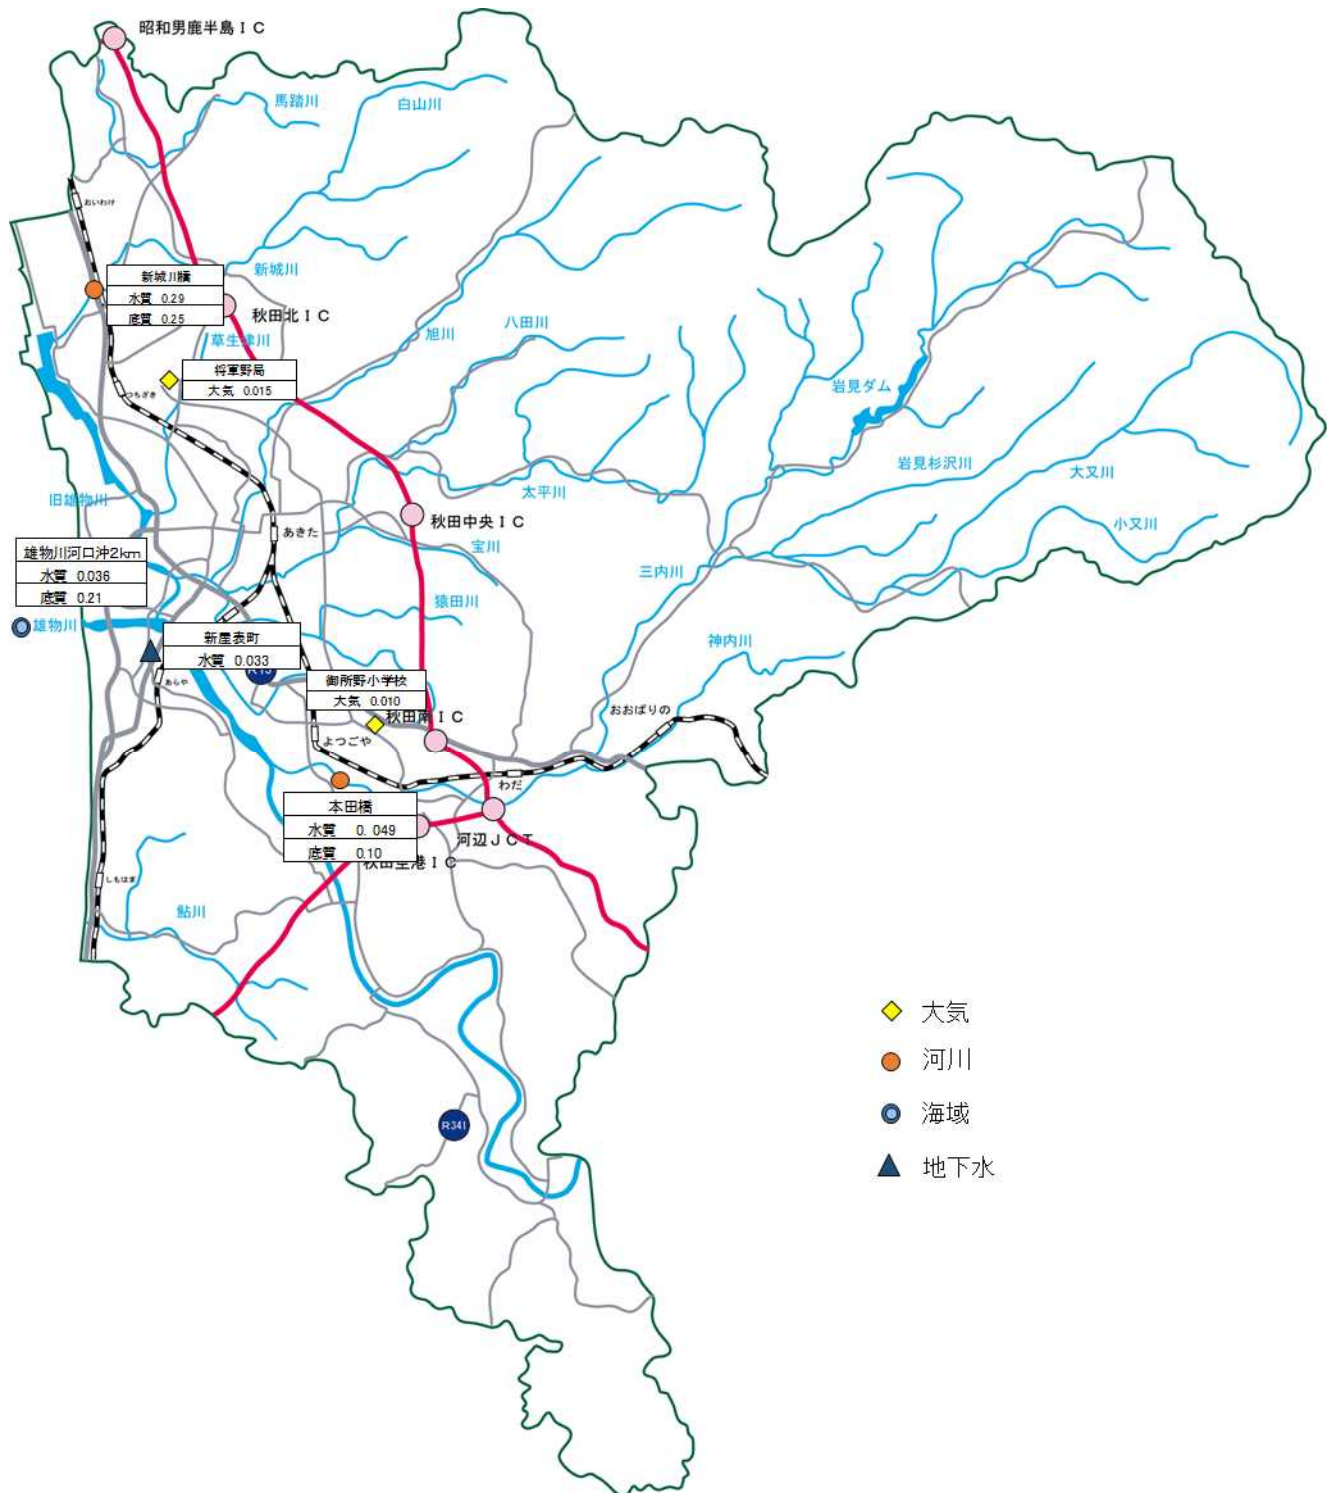 昭和男鹿半島ＩＣ
馬踏川
白山川
おいわけ
新城川
新城川橋
水質 0.29
底質 0.25
秋田北ＩＣ
草生津川
旭川
八田川
将軍野局
大気 0.015
つちざき
岩見ダム
岩見杉沢川
大又川
小又川
太平川
旧雄物川
あきた
秋田中央ＩＣ
宝川
三内川
雄物川河口沖2km
水質 0.036
底質 0.21
猿田川
雄物川
新屋表町
水質 0.033
神内川
あらや
御所野小学校
大気 0.010
秋田南ＩＣ
おおばりの
よつごや
わだ
本田橋
水質 0.049
底質 0.10
河辺ＪＣＴ
秋田空港ＩＣ
しもはま
鮎川
大気
河川
海域
地下水
R341